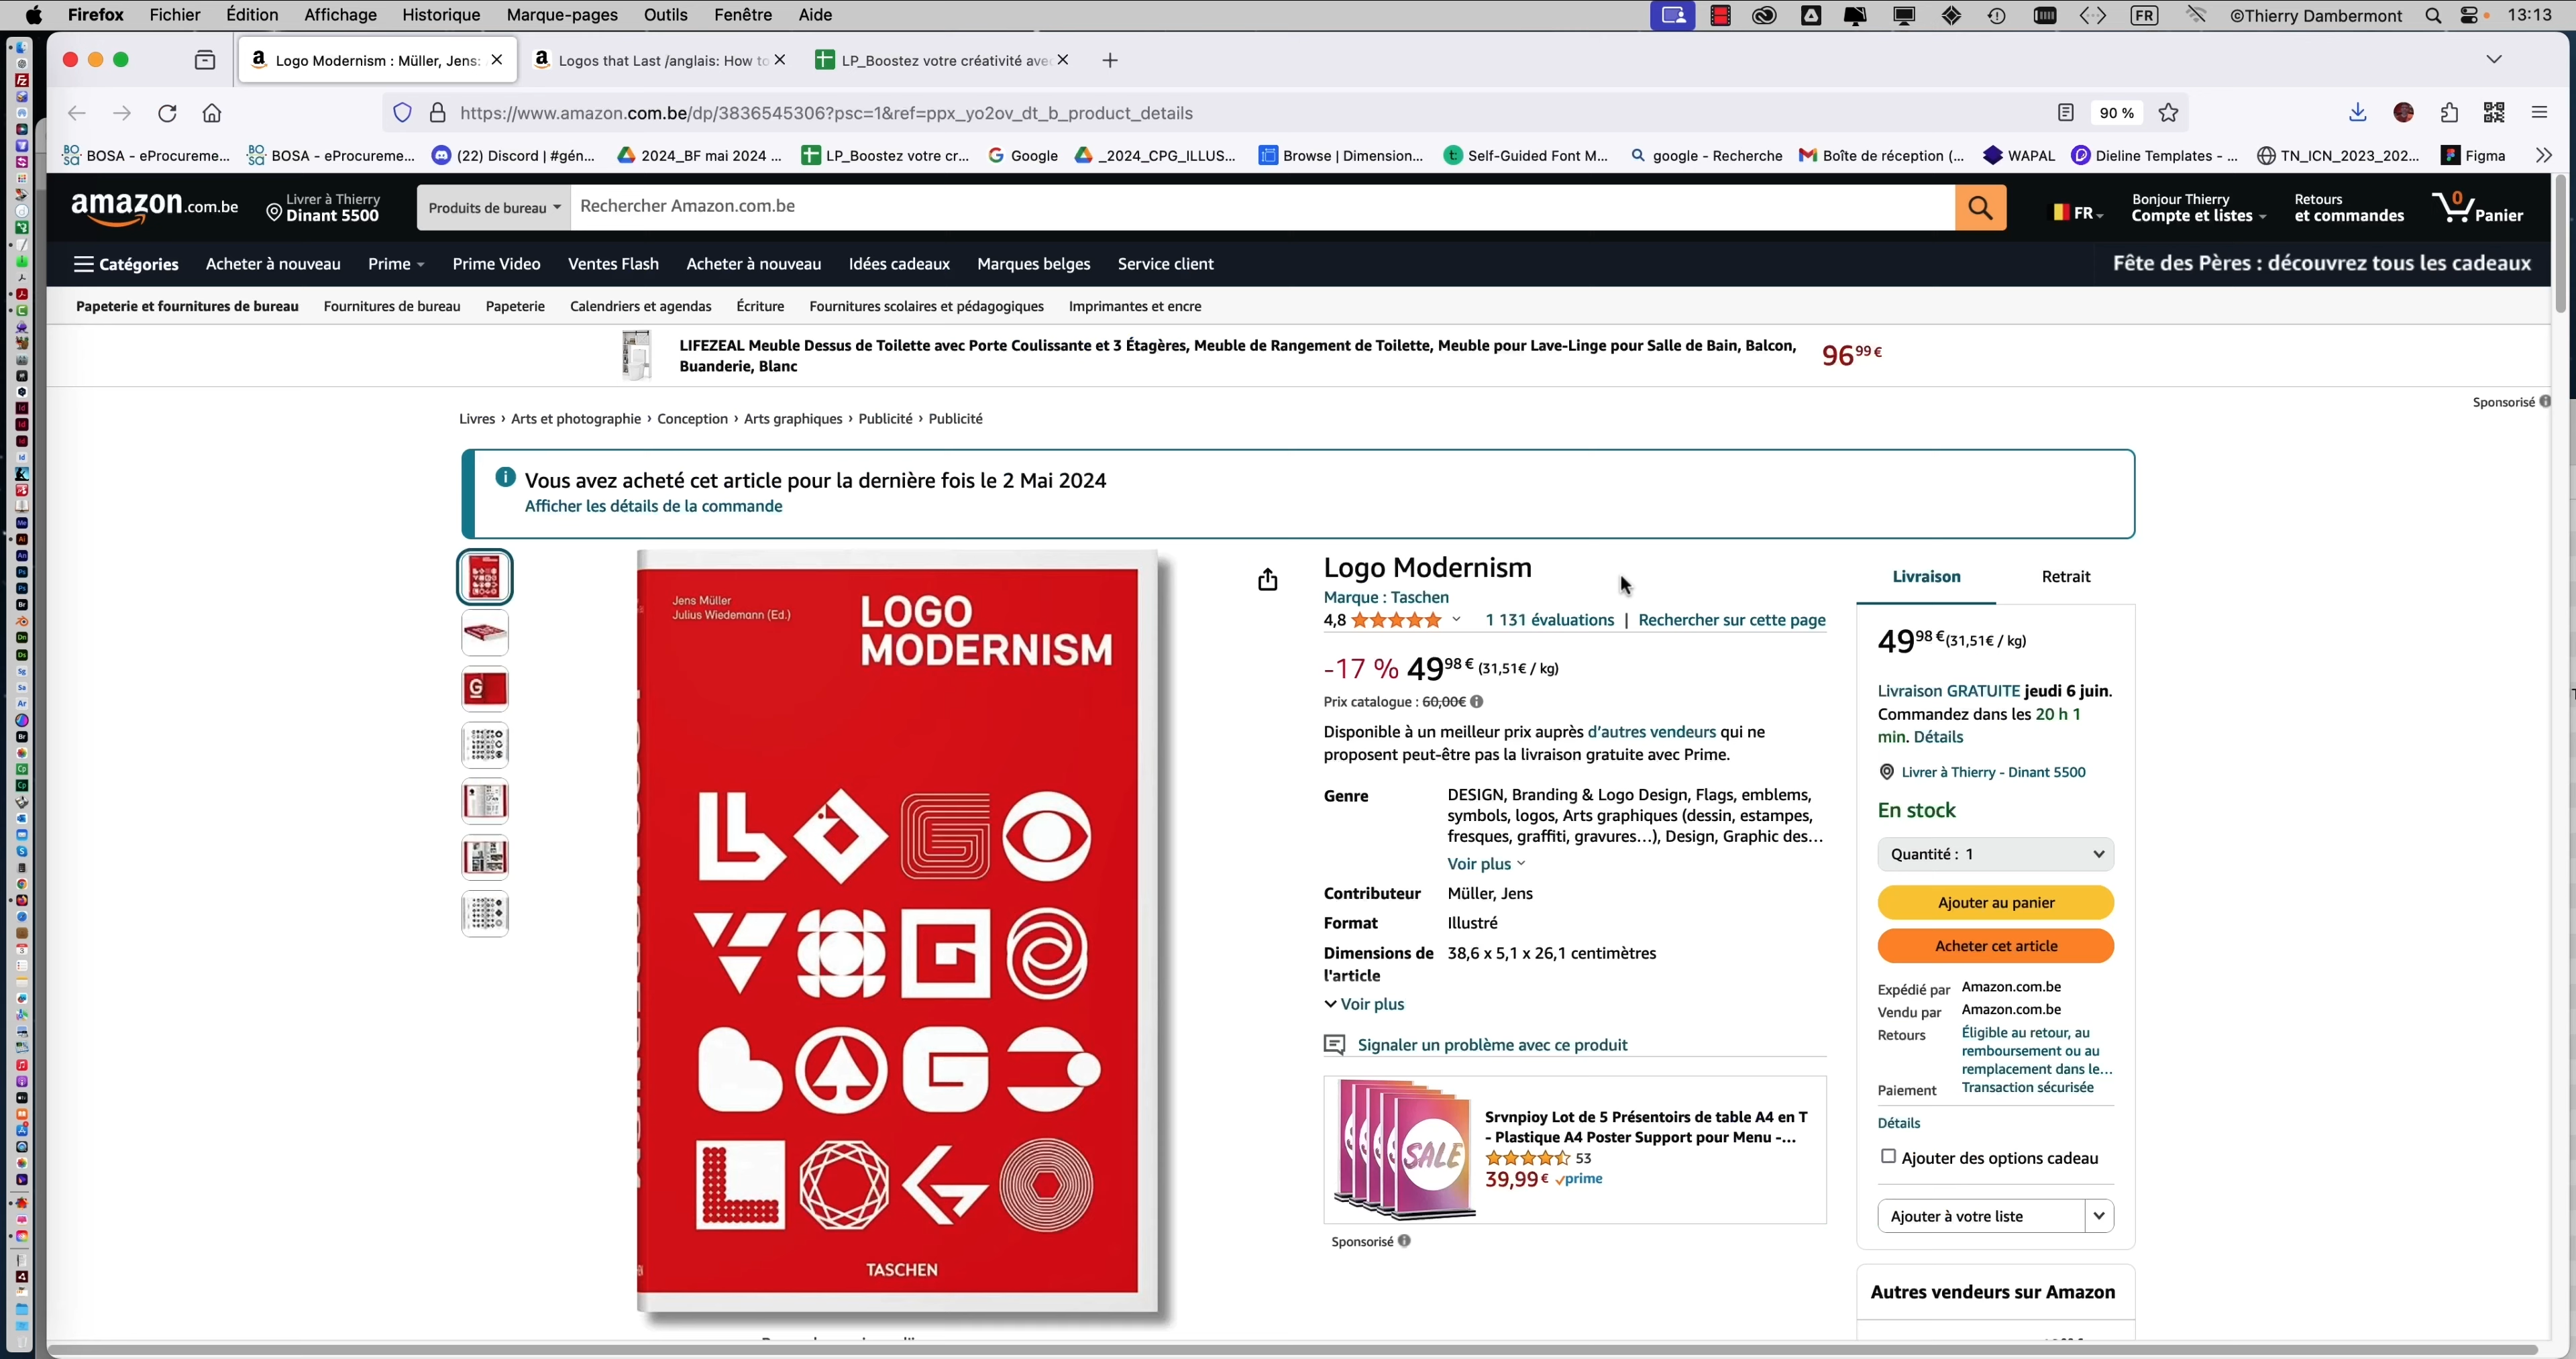 Firefox Fichier Édition Affichage Historique Marque-pages Outils Fenêtre Aide
FR ©Thierry Dambermont 13:13
Logo Modernism : Müller, Jens:
Logos that Last /anglais: How to
LP_Boostez votre créativité ave
https://www.amazon.com.be/dp/3836545306?psc=1&ref=ppx_yo2ov_dt_b_product_details
90 %
BOSA - eProcureme...
BOSA - eProcureme...
(22) Discord | #gén...
2024_BF mai 2024 ...
LP_Boostez votre cr...
Google
_2024_CPG_ILLUS...
Browse | Dimension...
Self-Guided Font M...
google - Recherche
Boîte de réception (...
WAPAL
Dieline Templates - ...
TN_ICN_2023_202...
Figma
amazon.com.be
Livrer à Thierry
Dinant 5500
Produits de bureau
Rechercher Amazon.com.be
FR
Bonjour Thierry
Compte et listes
Retours
et commandes
0
Panier
Catégories
Acheter à nouveau
Prime
Prime Video
Ventes Flash
Acheter à nouveau
Idées cadeaux
Marques belges
Service client
Fête des Pères : découvrez tous les cadeaux
Papeterie et fournitures de bureau
Fournitures de bureau
Papeterie
Calendriers et agendas
Écriture
Fournitures scolaires et pédagogiques
Imprimantes et encre
LIFEZEAL Meuble Dessus de Toilette avec Porte Coulissante et 3 Étagères, Meuble de Rangement de Toilette, Meuble pour Lave-Linge pour Salle de Bain, Balcon,
Buanderie, Blanc
96 99 €
Sponsorisé
Livres › Arts et photographie › Conception › Arts graphiques › Publicité › Publicité
Vous avez acheté cet article pour la dernière fois le 2 Mai 2024
Afficher les détails de la commande
Jens Müller
Julius Wiedemann (Ed.)
LOGO
MODERNISM
TASCHEN
Logo Modernism
Marque : Taschen
4,8
1 131 évaluations | Rechercher sur cette page
-17 % 49 98 € (31,51€ / kg)
Prix catalogue : 60,00€
Disponible à un meilleur prix auprès d'autres vendeurs qui ne
proposent peut-être pas la livraison gratuite avec Prime.
Genre
DESIGN, Branding & Logo Design, Flags, emblems,
symbols, logos, Arts graphiques (dessin, estampes,
fresques, graffiti, gravures...), Design, Graphic des...
Voir plus
Contributeur Müller, Jens
Format Illustré
Dimensions de 38,6 x 5,1 x 26,1 centimètres
l'article
Voir plus
Signaler un problème avec ce produit
SALE
Srvnpioy Lot de 5 Présentoirs de table A4 en T
- Plastique A4 Poster Support pour Menu -...
53
39,99 € prime
Sponsorisé
Livraison Retrait
49 98 € (31,51€ / kg)
Livraison GRATUITE jeudi 6 juin.
Commandez dans les 20 h 1
min. Détails
Livrer à Thierry - Dinant 5500
En stock
Quantité : 1
Ajouter au panier
Acheter cet article
Expédié par Amazon.com.be
Vendu par Amazon.com.be
Retours Éligible au retour, au
remboursement ou au
remplacement dans le...
Paiement Transaction sécurisée
Détails
Ajouter des options cadeau
Ajouter à votre liste
Autres vendeurs sur Amazon